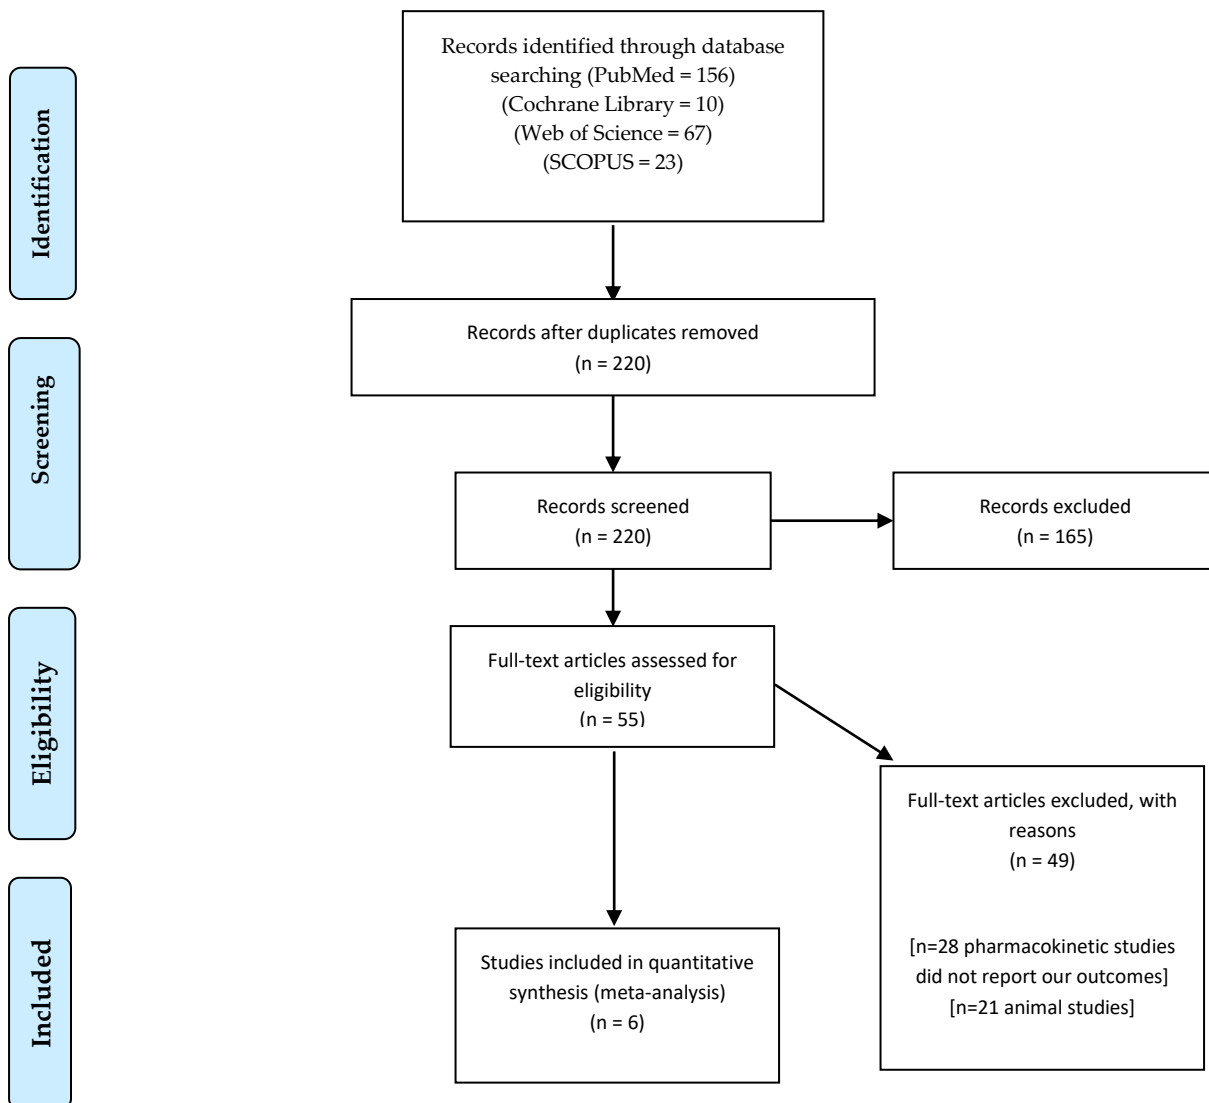 Records identified through database
searching (PubMed = 156)
(Cochrane Library = 10)
(Web of Science = 67)
(SCOPUS = 23)
Identification
Records after duplicates removed
(n = 220)
Screening
Records screened
(n = 220)
Records excluded
(n = 165)
Eligibility
Full-text articles assessed for
eligibility
(n = 55)
Full-text articles excluded, with
reasons
(n = 49)
[n=28 pharmacokinetic studies
did not report our outcomes]
[n=21 animal studies]
Included
Studies included in quantitative
synthesis (meta-analysis)
(n = 6)